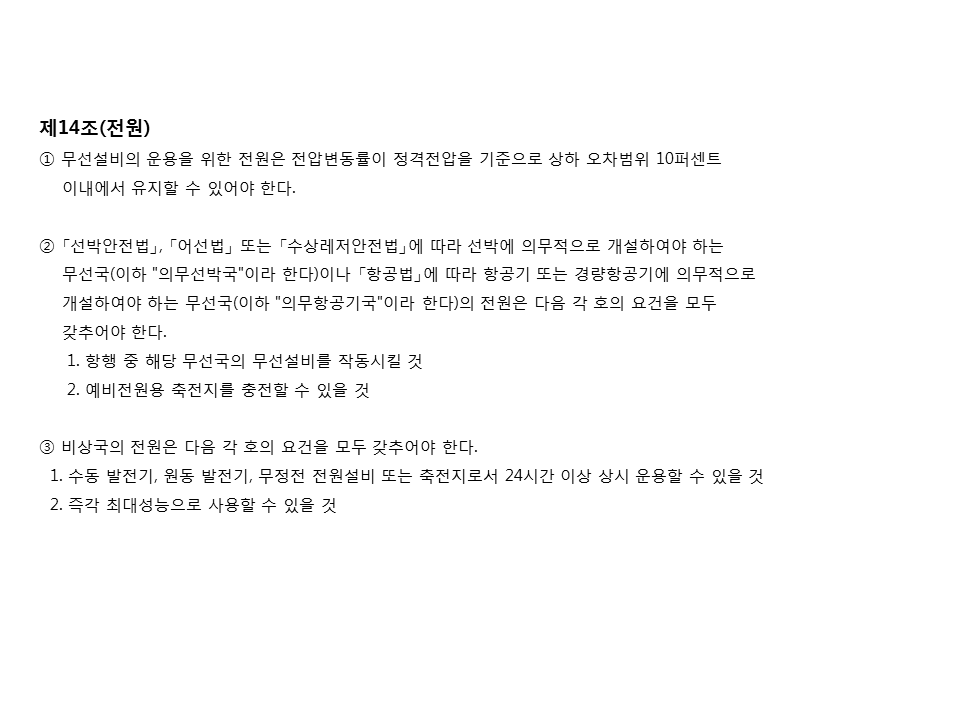 제14조(전원)
① 무선설비의 운용을 위한 전원은 전압변동률이 정격전압을 기준으로 상하 오차범위 10퍼센트
이내에서 유지할 수 있어야 한다.
② ｢선박안전법｣, ｢어선법｣ 또는 ｢수상레저안전법｣에 따라 선박에 의무적으로 개설하여야 하는
무선국(이하 "의무선박국"이라 한다)이나 ｢항공법｣에 따라 항공기 또는 경량항공기에 의무적으로
개설하여야 하는 무선국(이하 "의무항공기국"이라 한다)의 전원은 다음 각 호의 요건을 모두
갖추어야 한다.
1. 항행 중 해당 무선국의 무선설비를 작동시킬 것
2. 예비전원용 축전지를 충전할 수 있을 것
③ 비상국의 전원은 다음 각 호의 요건을 모두 갖추어야 한다.
1. 수동 발전기, 원동 발전기, 무정전 전원설비 또는 축전지로서 24시간 이상 상시 운용할 수 있을 것
2. 즉각 최대성능으로 사용할 수 있을 것